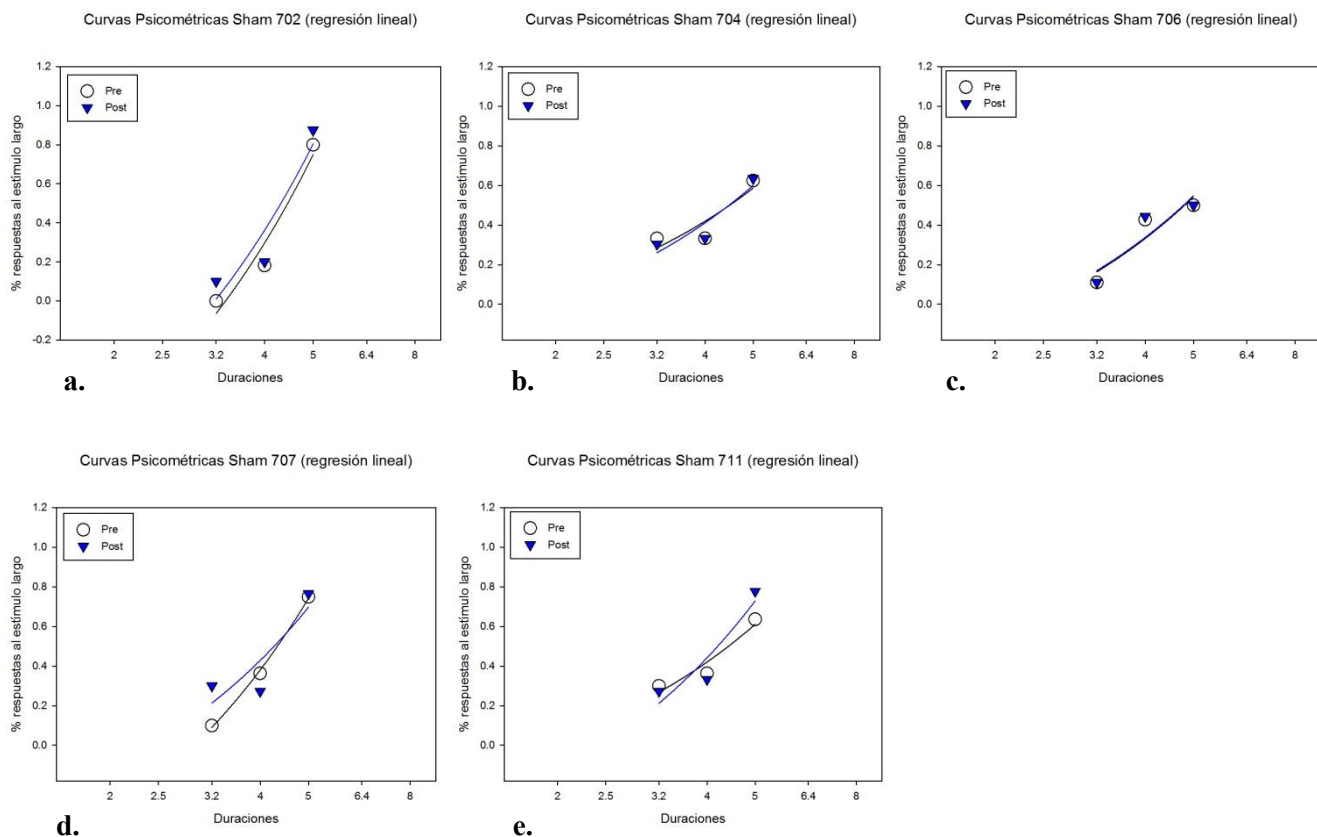 Curvas Psicométricas Sham 702 (regresión lineal)
% respuestas al estímulo largo
1.2
1.0
0.8
0.6
0.4
0.2
0.0
-0.2
Pre
Post
2 2.5 3.2 4 5 6.4 8
Duraciones
a.
Curvas Psicométricas Sham 704 (regresión lineal)
% respuestas al estímulo largo
1.2
1.0
0.8
0.6
0.4
0.2
0.0
Pre
Post
2 2.5 3.2 4 5 6.4 8
Duraciones
b.
Curvas Psicométricas Sham 706 (regresión lineal)
% respuestas al estímulo largo
1.2
1.0
0.8
0.6
0.4
0.2
0.0
Pre
Post
2 2.5 3.2 4 5 6.4 8
Duraciones
c.
Curvas Psicométricas Sham 707 (regresión lineal)
% respuestas al estímulo largo
1.2
1.0
0.8
0.6
0.4
0.2
0.0
Pre
Post
2 2.5 3.2 4 5 6.4 8
Duraciones
d.
Curvas Psicométricas Sham 711 (regresión lineal)
% respuestas al estímulo largo
1.2
1.0
0.8
0.6
0.4
0.2
0.0
Pre
Post
2 2.5 3.2 4 5 6.4 8
Duraciones
e.